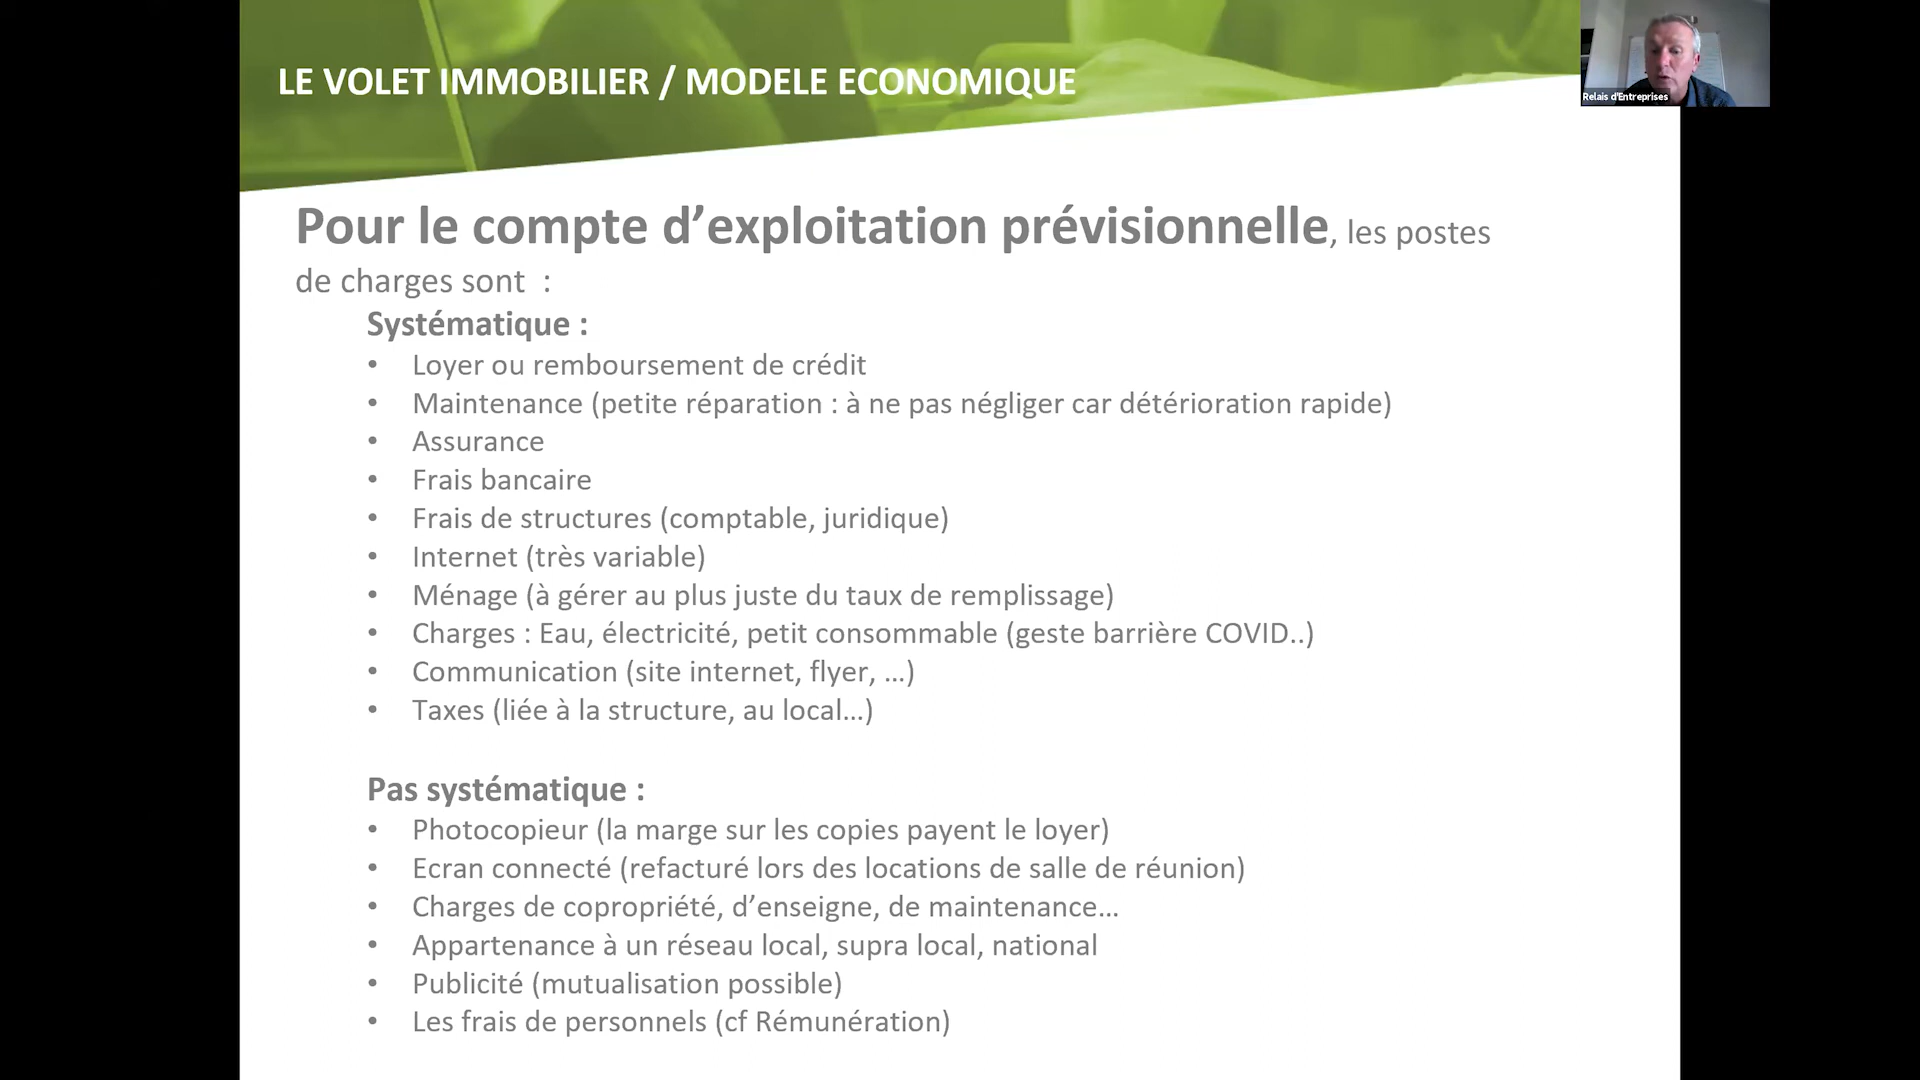 LE VOLET IMMOBILIER / MODELE ECONOMIQUE
Relais d'Entreprises
Pour le compte d’exploitation prévisionnelle, les postes
de charges sont :
Systématique :
• Loyer ou remboursement de crédit
• Maintenance (petite réparation : à ne pas négliger car détérioration rapide)
• Assurance
• Frais bancaire
• Frais de structures (comptable, juridique)
• Internet (très variable)
• Ménage (à gérer au plus juste du taux de remplissage)
• Charges : Eau, électricité, petit consommable (geste barrière COVID..)
• Communication (site internet, flyer, …)
• Taxes (liée à la structure, au local…)
Pas systématique :
• Photocopieur (la marge sur les copies payent le loyer)
• Ecran connecté (refacturé lors des locations de salle de réunion)
• Charges de copropriété, d’enseigne, de maintenance…
• Appartenance à un réseau local, supra local, national
• Publicité (mutualisation possible)
• Les frais de personnels (cf Rémunération)